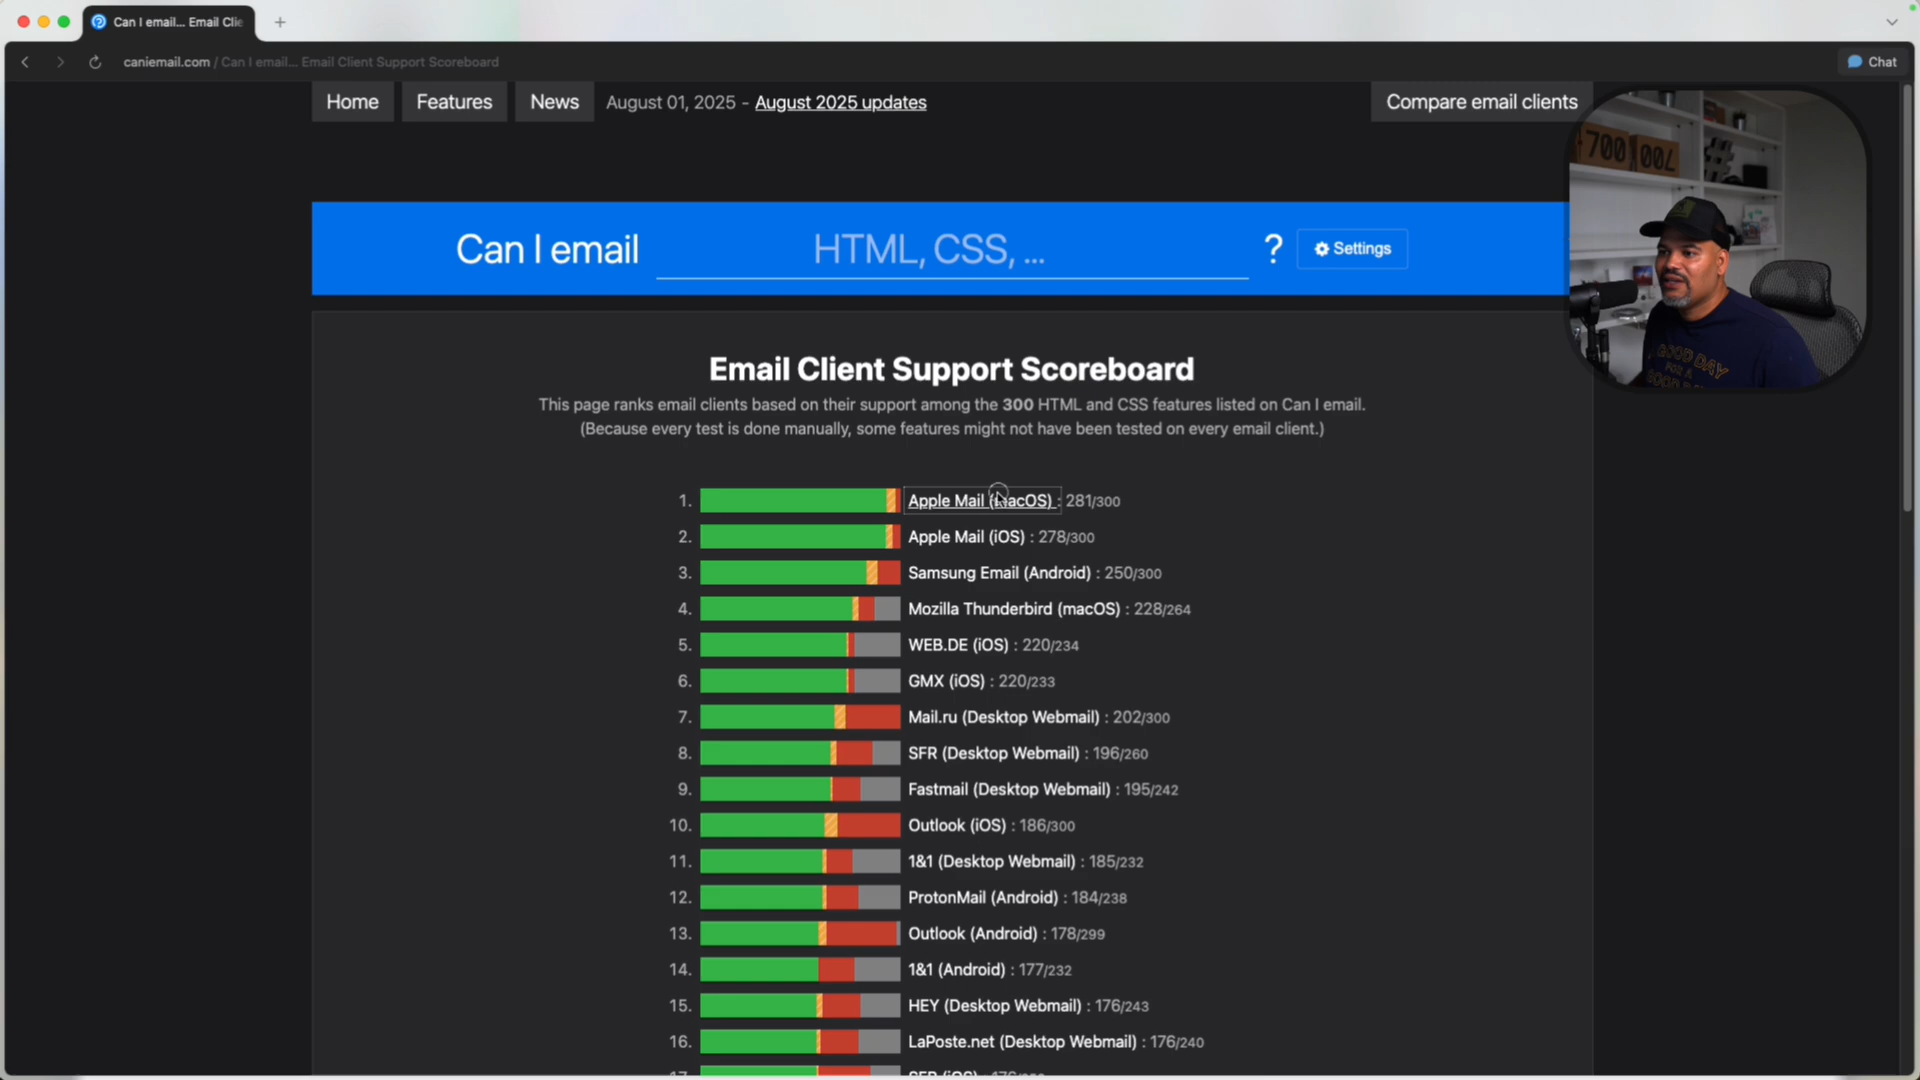 Can I email... Email Clie
caniemail.com / Can I email... Email Client Support Scoreboard
Chat
Home
Features
News
August 01, 2025 - August 2025 updates
Compare email clients
Can I email
HTML, CSS, ...
?
Settings
Email Client Support Scoreboard
This page ranks email clients based on their support among the 300 HTML and CSS features listed on Can I email.
(Because every test is done manually, some features might not have been tested on every email client.)
1. Apple Mail (macOS) : 281/300
2. Apple Mail (iOS) : 278/300
3. Samsung Email (Android) : 250/300
4. Mozilla Thunderbird (macOS) : 228/264
5. WEB.DE (iOS) : 220/234
6. GMX (iOS) : 220/233
7. Mail.ru (Desktop Webmail) : 202/300
8. SFR (Desktop Webmail) : 196/260
9. Fastmail (Desktop Webmail) : 195/242
10. Outlook (iOS) : 186/300
11. 1&1 (Desktop Webmail) : 185/232
12. ProtonMail (Android) : 184/238
13. Outlook (Android) : 178/299
14. 1&1 (Android) : 177/232
15. HEY (Desktop Webmail) : 176/243
16. LaPoste.net (Desktop Webmail) : 176/240
GOOD DAY
FOR A